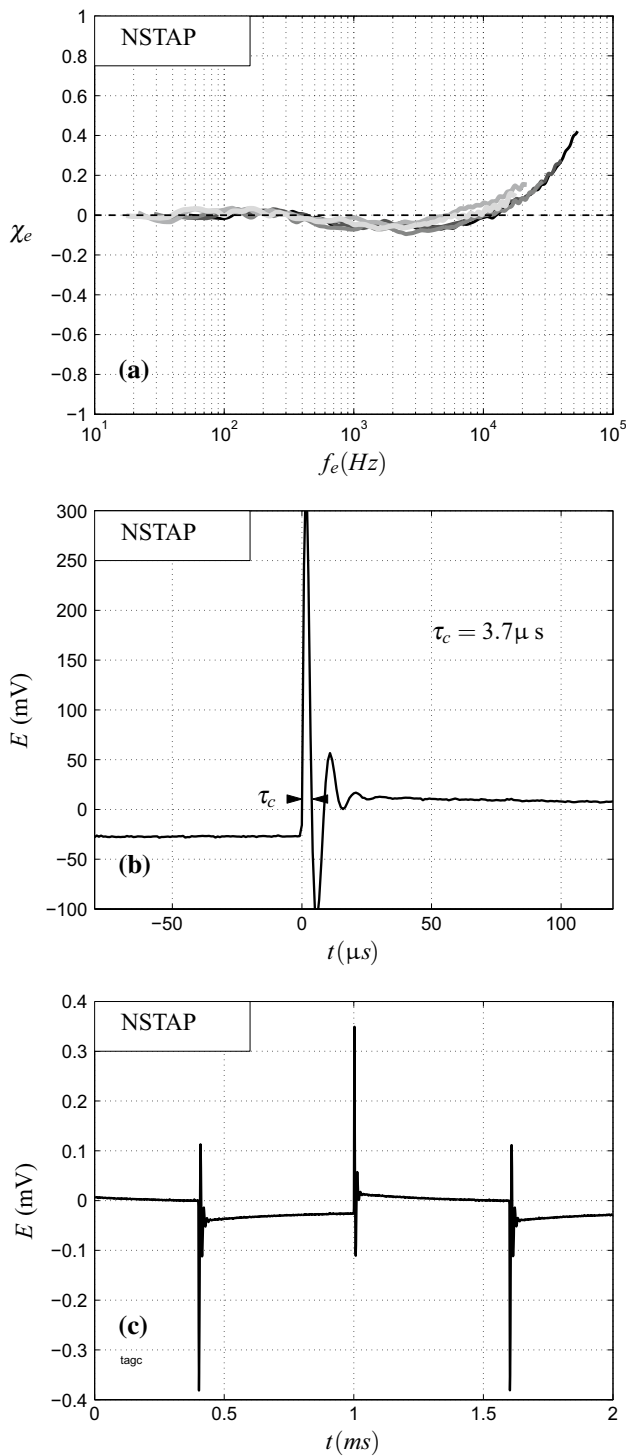 1
0.8
0.6
0.4
0.2
0
−0.2
−0.4
−0.6
−0.8
−1
χe
NSTAP
(a)
10^1
10^2
10^3
10^4
10^5
fe(Hz)
300
250
200
150
100
50
0
−50
−100
E (mV)
NSTAP
τc = 3.7μ s
τc
(b)
−50
0
50
100
t(μs)
0.4
0.3
0.2
0.1
0
−0.1
−0.2
−0.3
−0.4
E (mV)
NSTAP
(c)
tagc
0
0.5
1
1.5
2
t(ms)